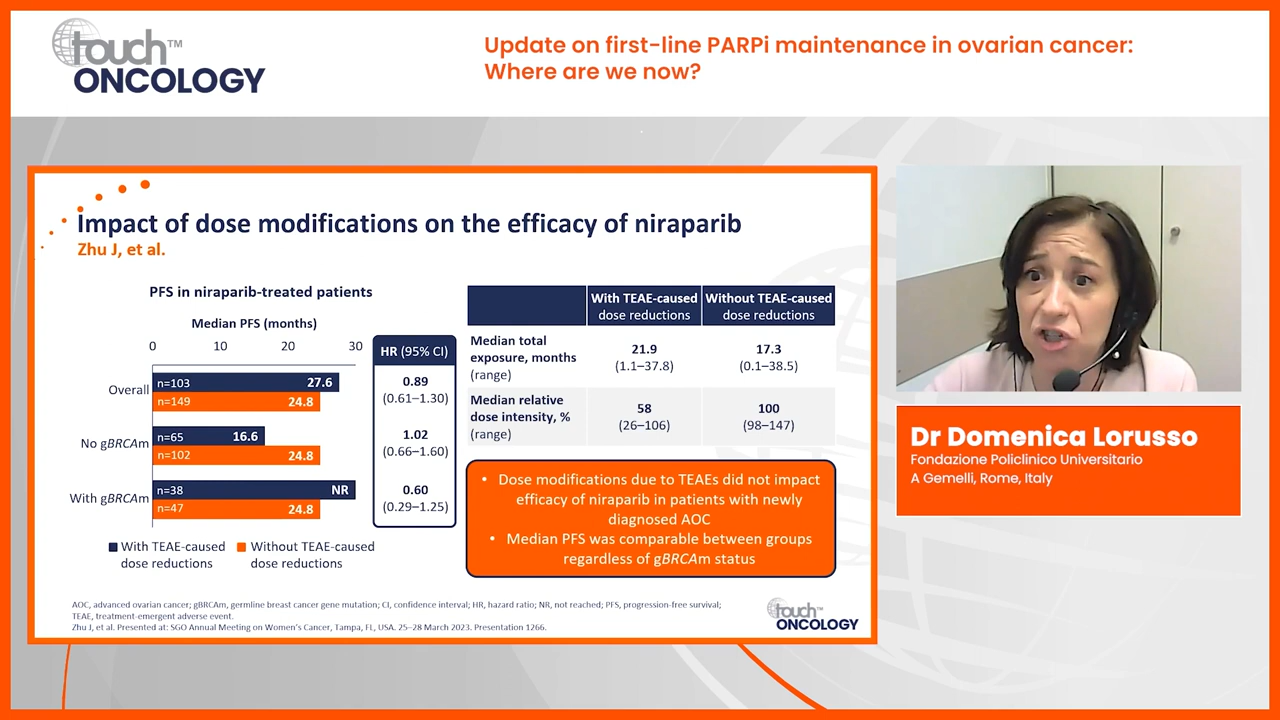 touch™
ONCOLOGY
Update on first-line PARPi maintenance in ovarian cancer:
Where are we now?
Impact of dose modifications on the efficacy of niraparib
Zhu J, et al.
PFS in niraparib-treated patients
Median PFS (months)
0 10 20 30
HR (95% CI)
Overall
n=103 27.6
n=149 24.8
0.89
(0.61–1.30)
No gBRCAm
n=65 16.6
n=102 24.8
1.02
(0.66–1.60)
With gBRCAm
n=38 NR
n=47 24.8
0.60
(0.29–1.25)
With TEAE-caused
dose reductions
Without TEAE-caused
dose reductions
With TEAE-caused
dose reductions
Without TEAE-caused
dose reductions
Median total
exposure, months
(range)
21.9
(1.1–37.8)
17.3
(0.1–38.5)
Median relative
dose intensity, %
(range)
58
(26–106)
100
(98–147)
• Dose modifications due to TEAEs did not impact
efficacy of niraparib in patients with newly
diagnosed AOC
• Median PFS was comparable between groups
regardless of gBRCAm status
AOC, advanced ovarian cancer; gBRCAm, germline breast cancer gene mutation; CI, confidence interval; HR, hazard ratio; NR, not reached; PFS, progression-free survival;
TEAE, treatment-emergent adverse event.
Zhu J, et al. Presented at: SGO Annual Meeting on Women's Cancer, Tampa, FL, USA. 25–28 March 2023. Presentation 1266.
touch™
ONCOLOGY
Dr Domenica Lorusso
Fondazione Policlinico Universitario
A Gemelli, Rome, Italy